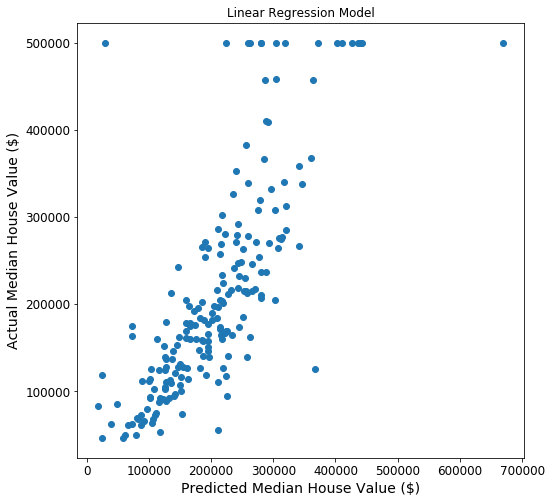 Linear Regression Model
500000
400000
300000
200000
100000
Actual Median House Value ($)
0 100000 200000 300000 400000 500000 600000 700000
Predicted Median House Value ($)